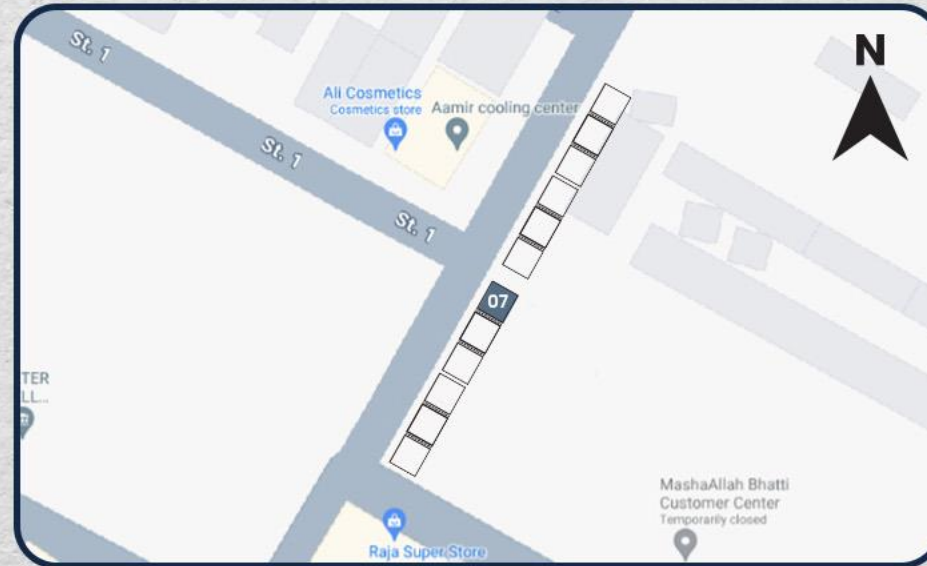 St. 1
N
Ali Cosmetics
Cosmetics store
Aamir cooling center
St. 1
St. 1
07
TER
LL...
MashaAllah Bhatti
Customer Center
Temporarily closed
Raja Super Store